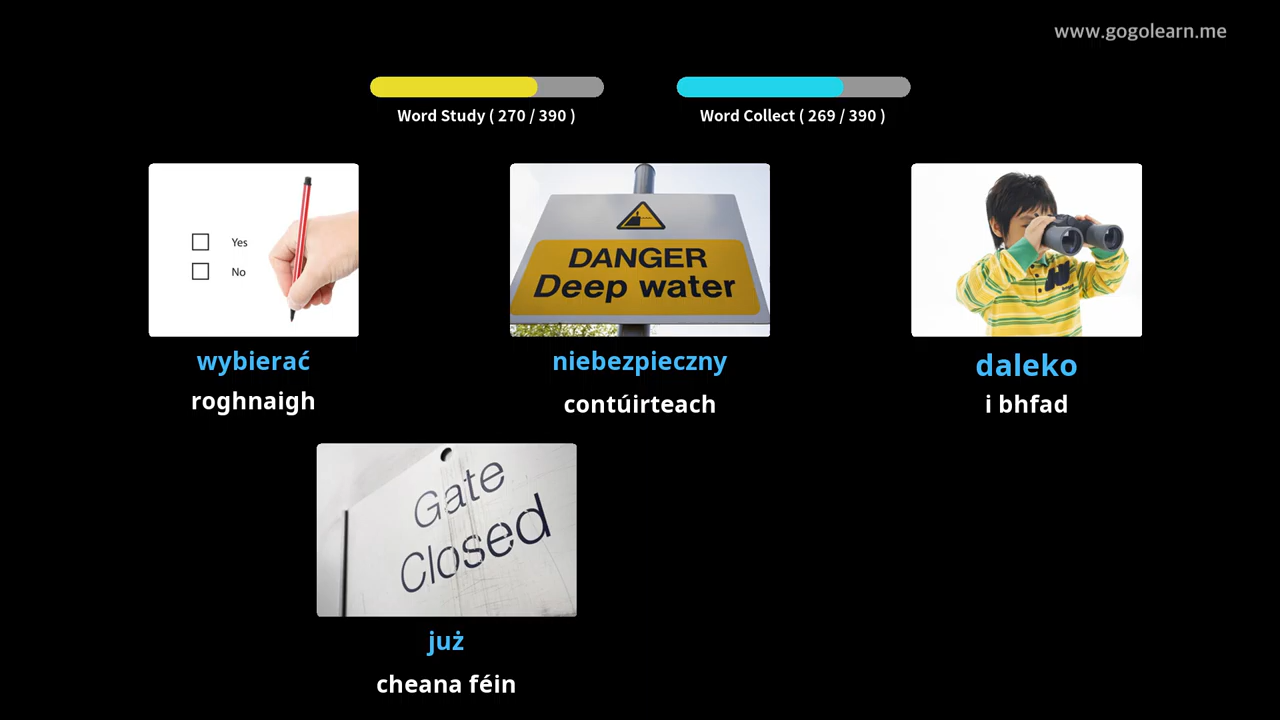 www.gogolearn.me
Word Study ( 270 / 390 )
Word Collect ( 269 / 390 )
Yes
No
DANGER
Deep water
wybierać
niebezpieczny
daleko
roghnaigh
contúirteach
i bhfad
Gate
Closed
już
cheana féin